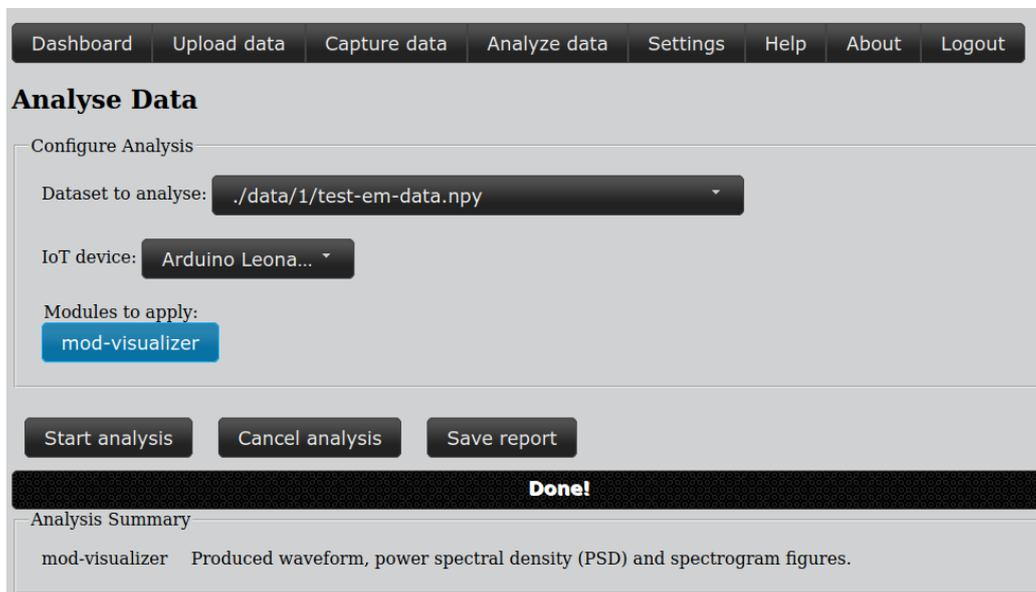 Dashboard Upload data Capture data Analyze data Settings Help About Logout
Analyse Data
Configure Analysis
Dataset to analyse: ./data/1/test-em-data.npy
IoT device: Arduino Leona...
Modules to apply:
mod-visualizer
Start analysis Cancel analysis Save report
Done!
Analysis Summary
mod-visualizer Produced waveform, power spectral density (PSD) and spectrogram figures.